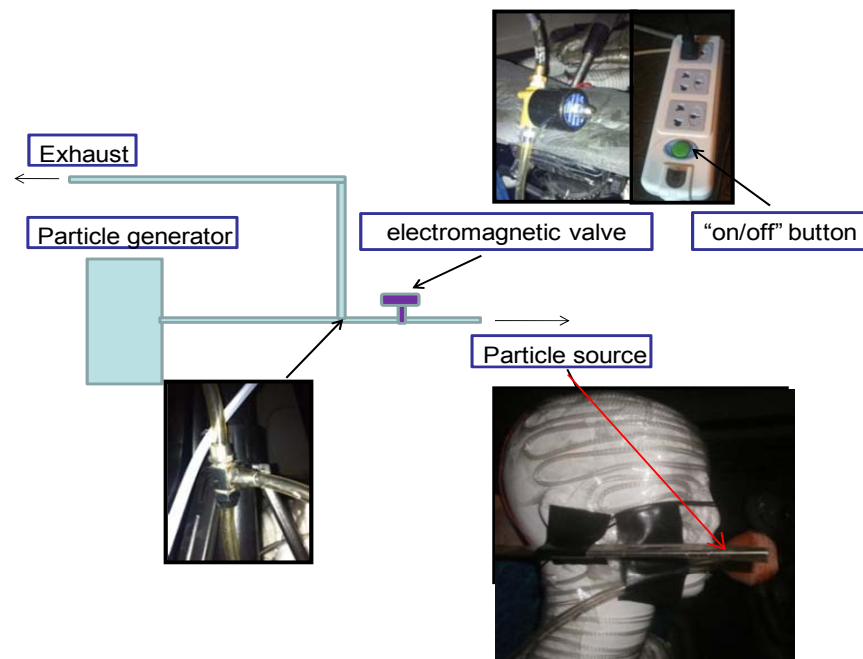 Exhaust
Particle generator
electromagnetic valve
“on/off” button
Particle source